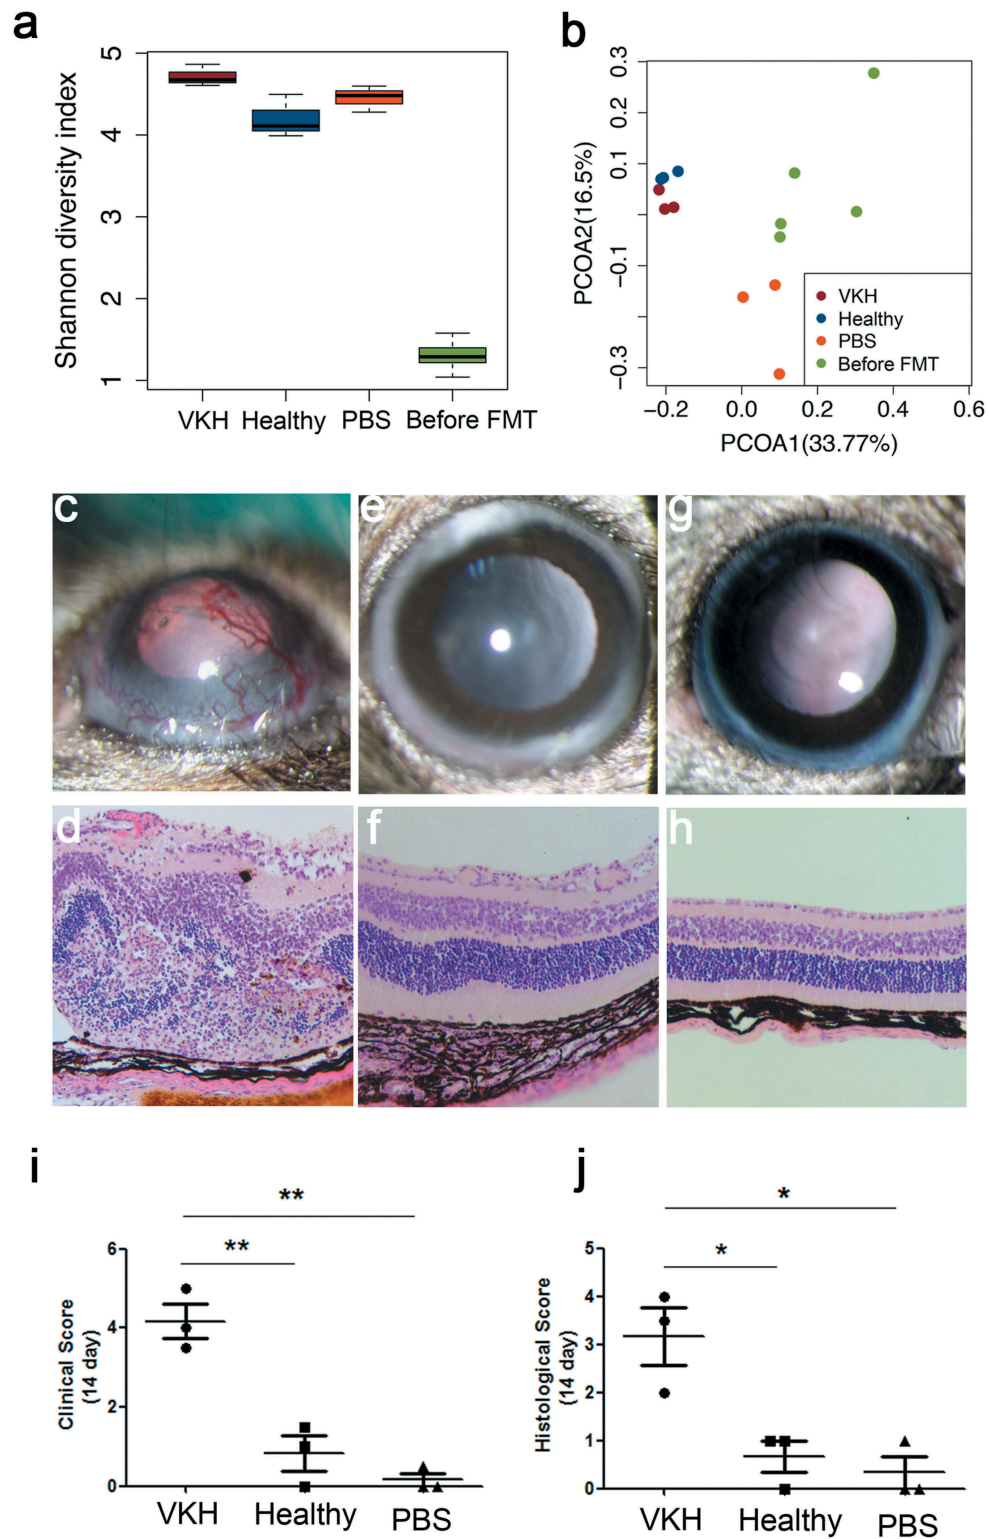 a
Shannon diversity index
5
4
3
2
1
VKH Healthy PBS Before FMT
b
PCOA2(16.5%)
0.3
0.2
0.1
−0.1
−0.3
VKH
Healthy
PBS
Before FMT
−0.2 0.0 0.2 0.4 0.6
PCOA1(33.77%)
c
e
g
d
f
h
i
**
**
Clinical Score
(14 day)
6
4
2
0
VKH Healthy PBS
j
*
*
Histological Score
(14 day)
5
4
3
2
1
0
VKH Healthy PBS